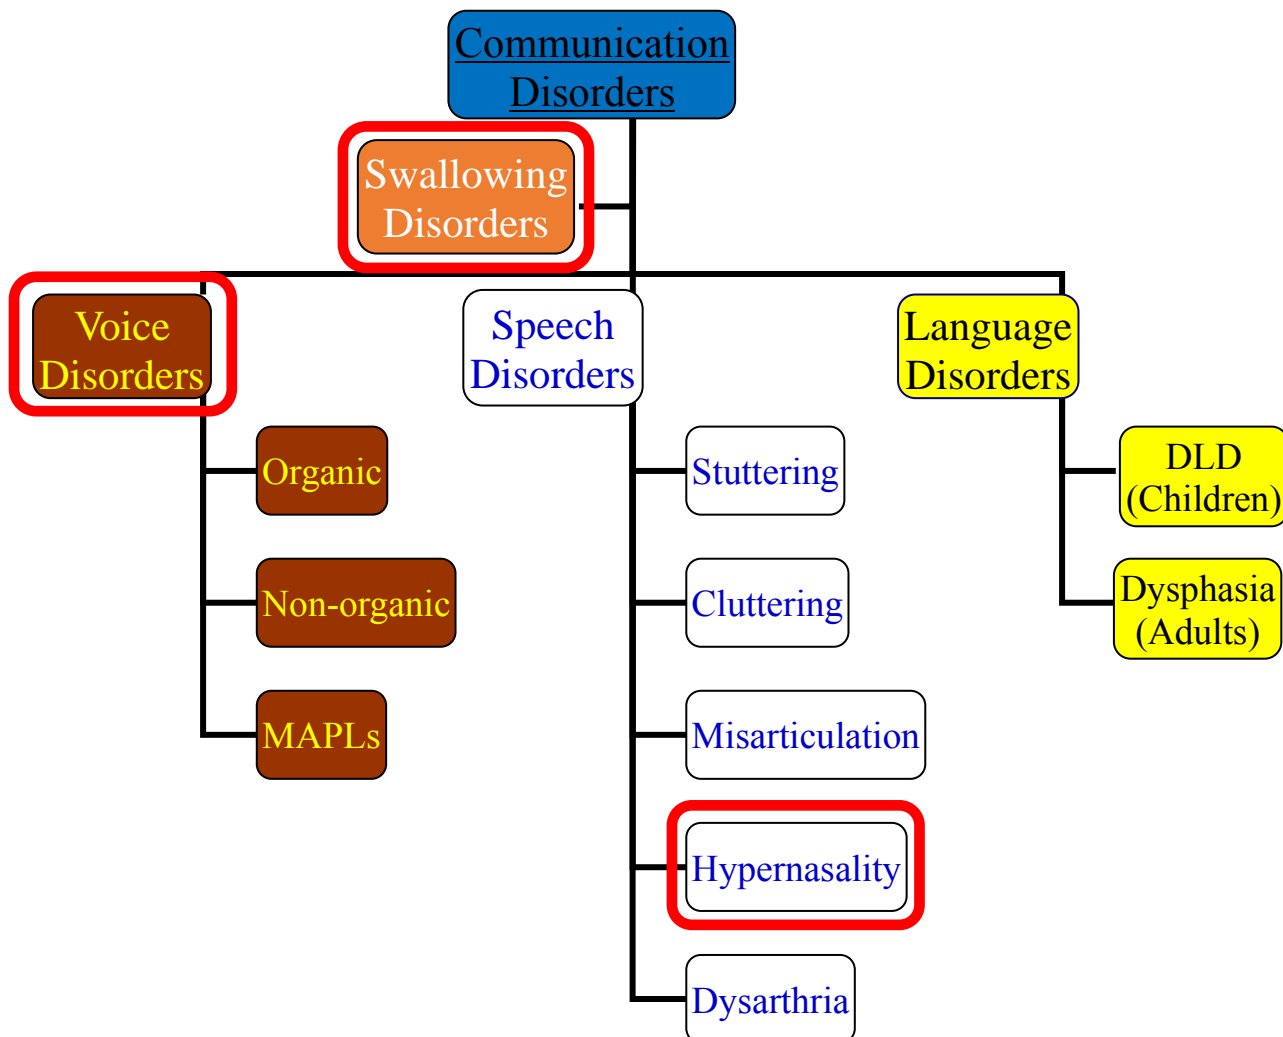 Communication
Disorders
Swallowing
Disorders
Voice
Disorders
Speech
Disorders
Language
Disorders
Organic
Non-organic
MAPLs
Stuttering
Cluttering
Misarticulation
Hypernasality
Dysarthria
DLD
(Children)
Dysphasia
(Adults)